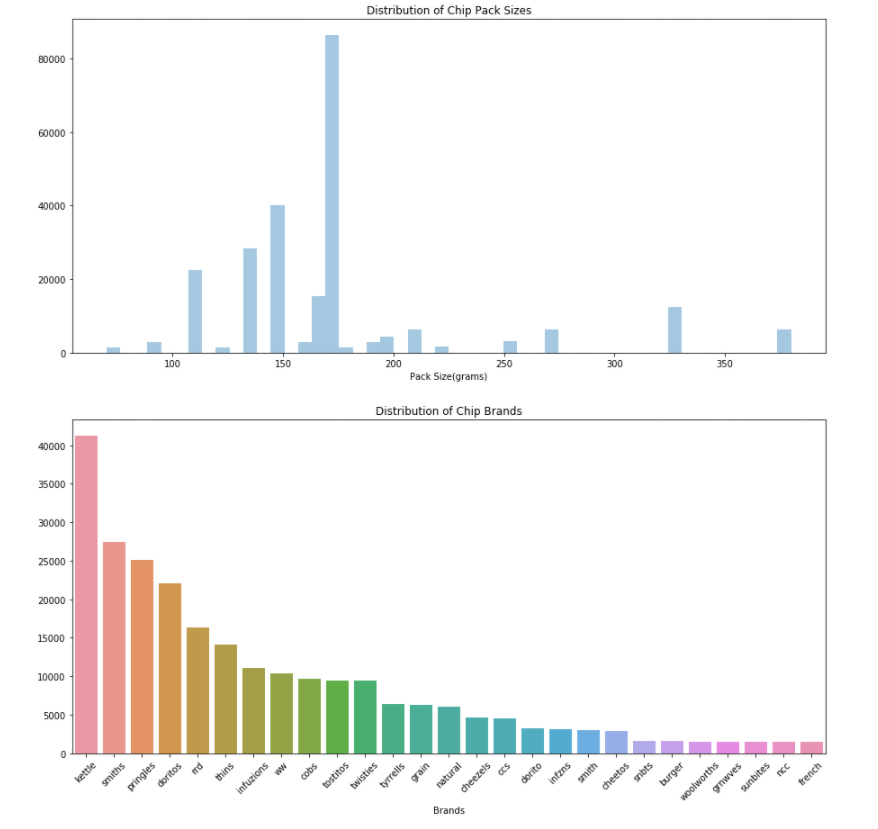 Distribution of Chip Pack Sizes
80000
60000
40000
20000
0
100 150 200 250 300 350
Pack Size(grams)
Distribution of Chip Brands
40000
35000
30000
25000
20000
15000
10000
5000
0
kettle smiths pringles doritos rrd thins infuzions ww cobs tostitos twisties tyrrells grain natural cheezels ccs dorito infzns smith cheetos snbts burger woolworths grnwves sunbites ncc french
Brands